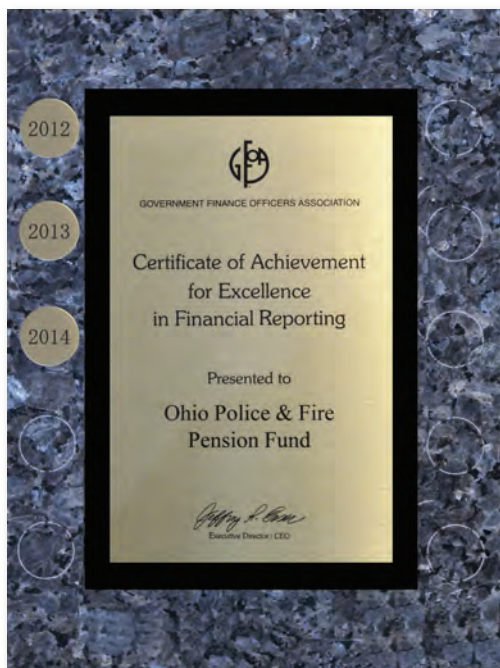 2012
2013
2014
GFOA
GOVERNMENT FINANCE OFFICERS ASSOCIATION
Certificate of Achievement
for Excellence
in Financial Reporting
Presented to
Ohio Police & Fire
Pension Fund
Executive Director / CEO